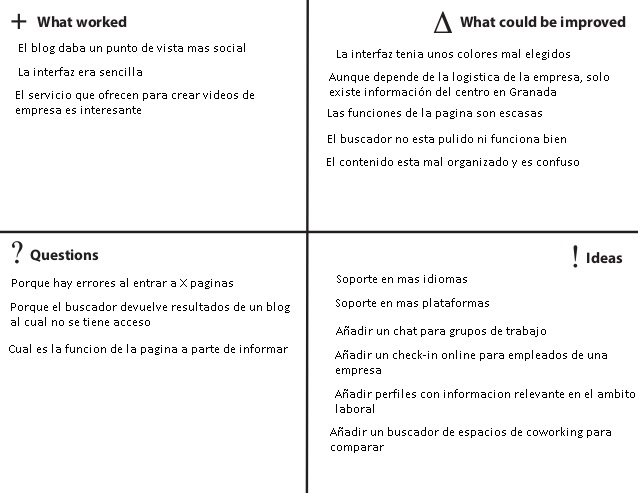 + What worked
El blog daba un punto de vista mas social
La interfaz era sencilla
El servicio que ofrecen para crear videos de
empresa es interesante
Δ What could be improved
La interfaz tenia unos colores mal elegidos
Aunque depende de la logistica de la empresa, solo
existe información del centro en Granada
Las funciones de la pagina son escasas
El buscador no esta pulido ni funciona bien
El contenido esta mal organizado y es confuso
? Questions
Porque hay errores al entrar a X paginas
Porque el buscador devuelve resultados de un blog
al cual no se tiene acceso
Cual es la funcion de la pagina a parte de informar
! Ideas
Soporte en mas idiomas
Soporte en mas plataformas
Añadir un chat para grupos de trabajo
Añadir un check-in online para empleados de una
empresa
Añadir perfiles con informacion relevante en el ambito
laboral
Añadir un buscador de espacios de coworking para
comparar